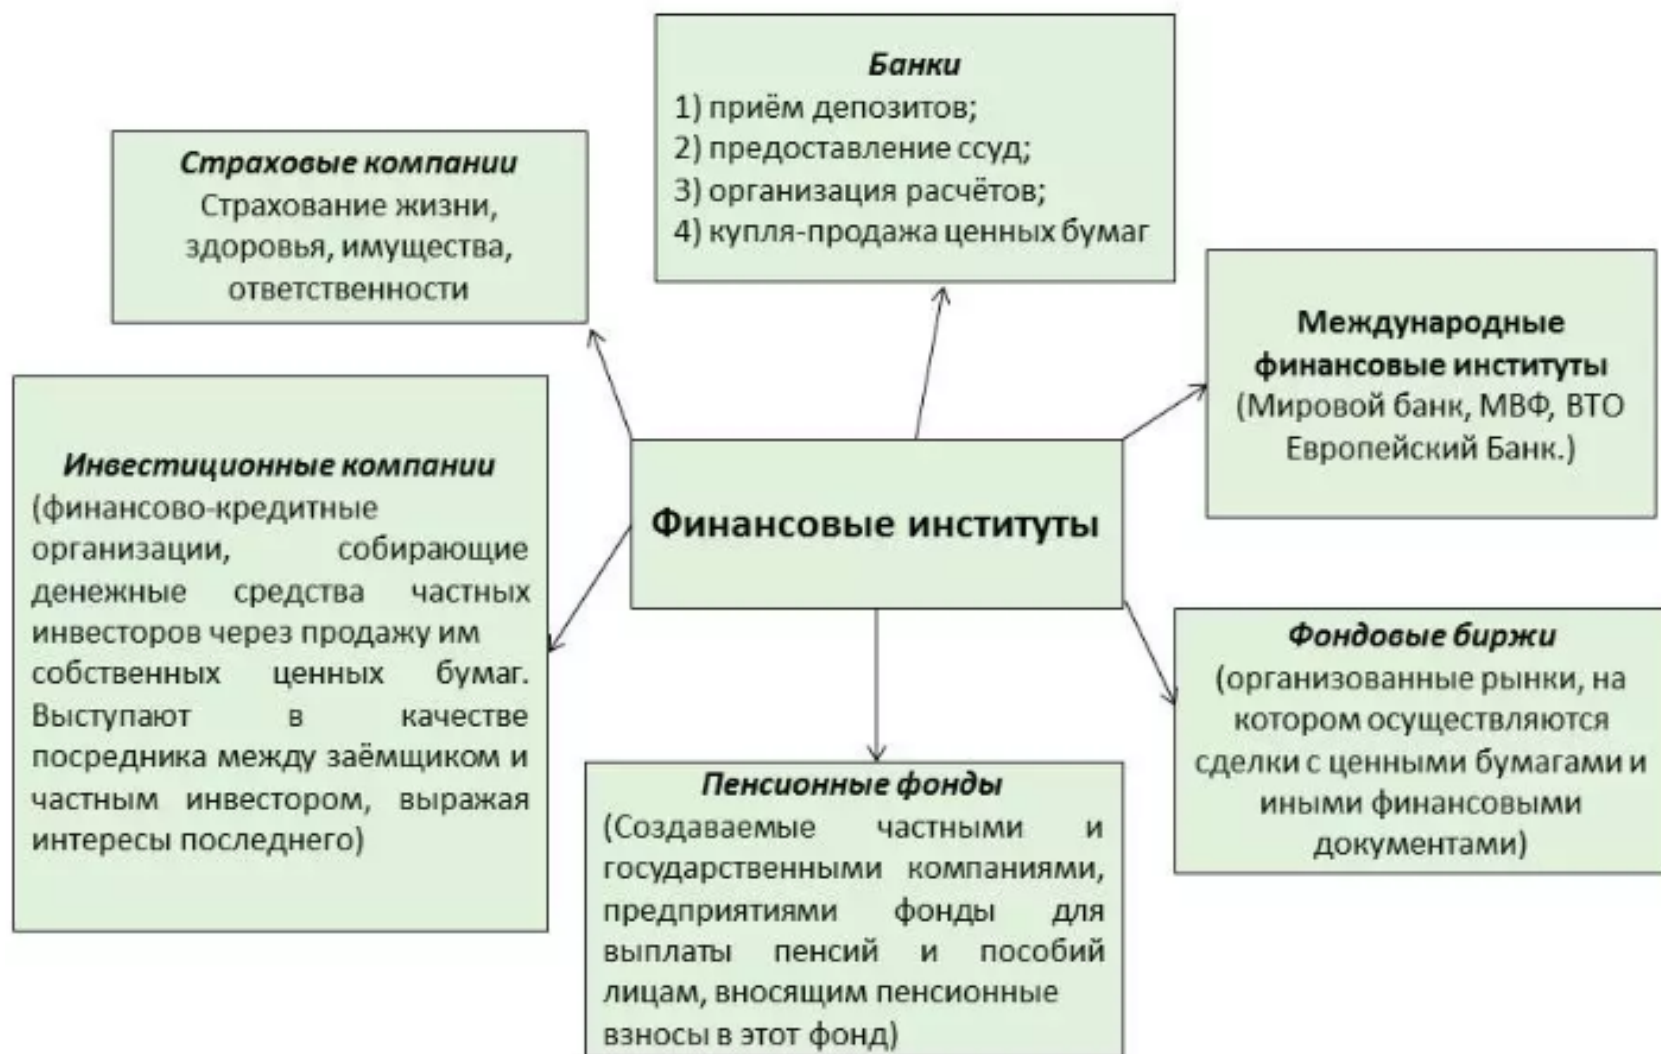 Банки
1) приём депозитов;
2) предоставление ссуд;
3) организация расчётов;
4) купля-продажа ценных бумаг
Страховые компании
Страхование жизни,
здоровья, имущества,
ответственности
Международные
финансовые институты
(Мировой банк, МВФ, ВТО
Европейский Банк.)
Инвестиционные компании
(финансово-кредитные
организации, собирающие
денежные средства частных
инвесторов через продажу им
собственных ценных бумаг.
Выступают в качестве
посредника между заёмщиком и
частным инвестором, выражая
интересы последнего)
Финансовые институты
Фондовые биржи
(организованные рынки, на
котором осуществляются
сделки с ценными бумагами и
иными финансовыми
документами)
Пенсионные фонды
(Создаваемые частными и
государственными компаниями,
предприятиями фонды для
выплаты пенсий и пособий
лицам, вносящим пенсионные
взносы в этот фонд)